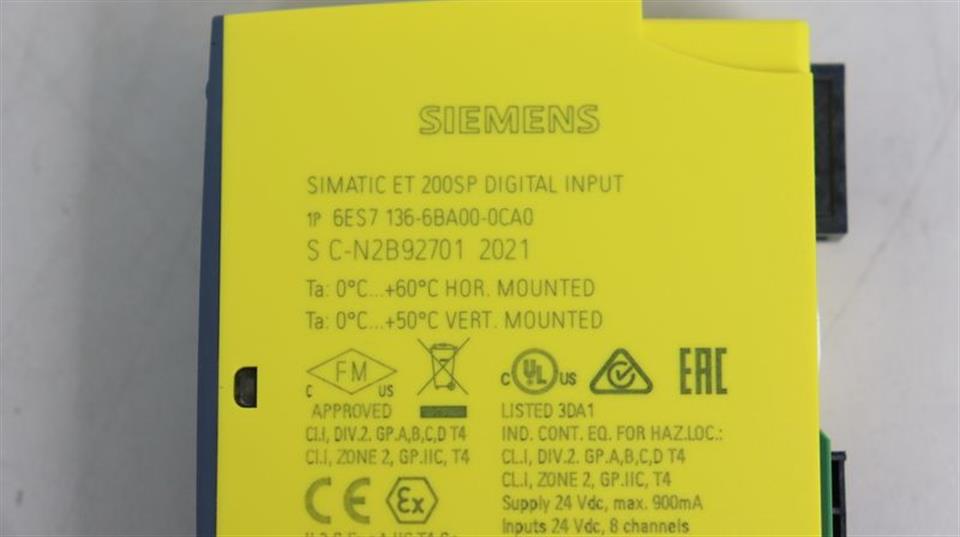 SIEMENS
SIMATIC ET 200SP DIGITAL INPUT
1P 6ES7 136-6BA00-0CA0
S C-N2B92701 2021
Ta: 0°C...+60°C HOR. MOUNTED
Ta: 0°C...+50°C VERT. MOUNTED
C FM US
APPROVED
CL.I, DIV.2. GP.A,B,C,D T4
CL.I, ZONE 2, GP.IIC, T4
CE Ex
C UL US
EAC
LISTED 3DA1
IND. CONT. EQ. FOR HAZ.LOC.:
CL.I, DIV.2. GP.A,B,C,D T4
CL.I, ZONE 2, GP.IIC, T4
Supply 24 Vdc, max. 900mA
Inputs 24 Vdc, 8 channels